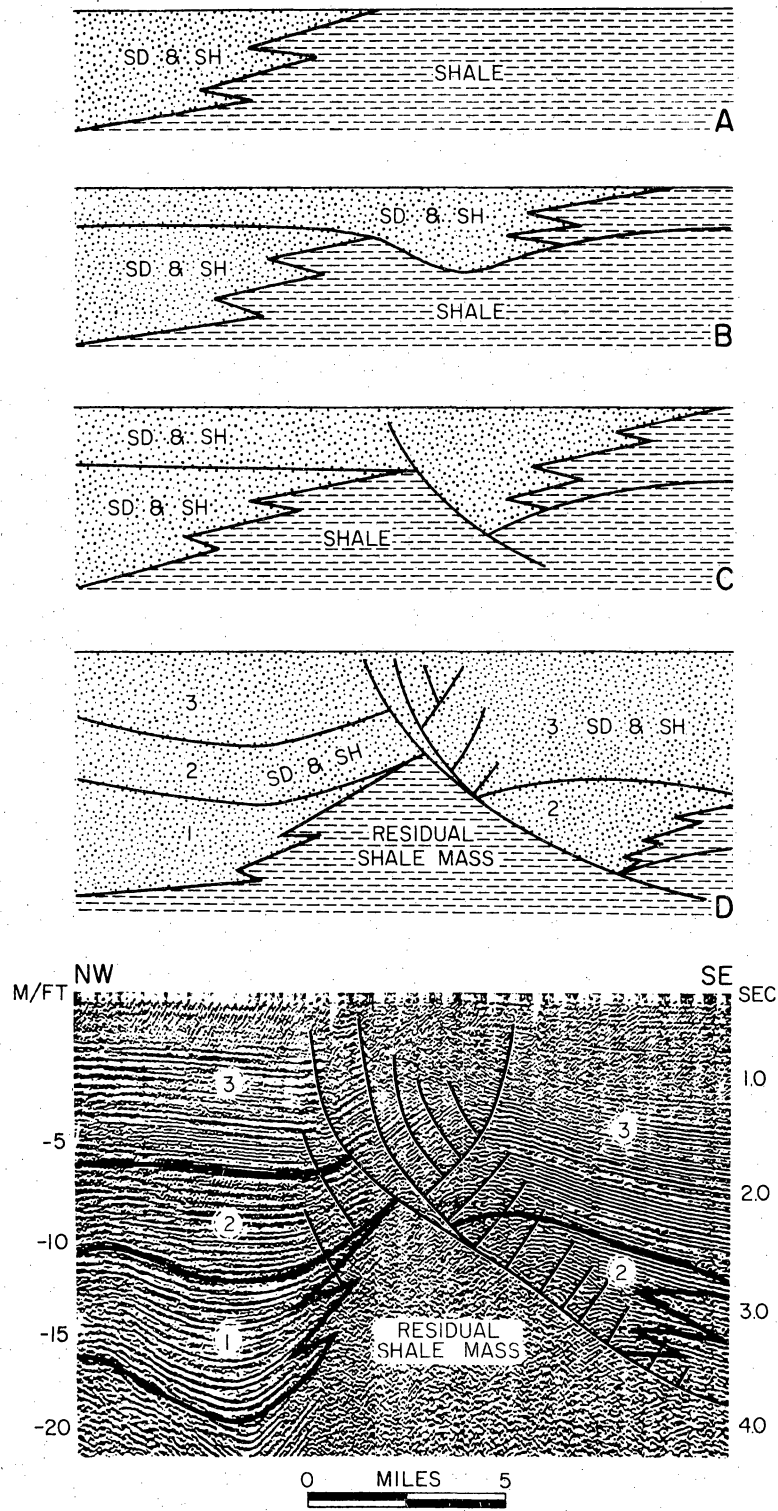 SD & SH
SHALE
A
SD & SH
SD & SH
SHALE
B
SD & SH
SD & SH
SHALE
C
3
3 SD & SH
2 SD & SH
2
1
RESIDUAL
SHALE MASS
D
NW
SE
M/FT
SEC
3
1.0
3
-5
2
2.0
-10
2
3.0
-15
1
RESIDUAL
SHALE MASS
-20
4.0
0 MILES 5